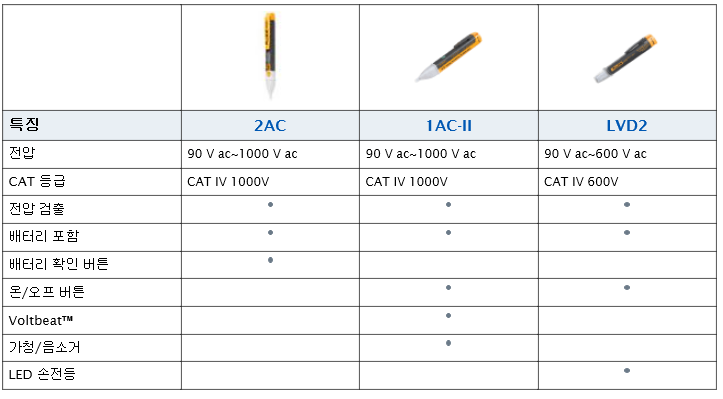 특징 2AC 1AC-II LVD2
전압 90 V ac~1000 V ac 90 V ac~1000 V ac 90 V ac~600 V ac
CAT 등급 CAT IV 1000V CAT IV 1000V CAT IV 600V
전압 검출 • • •
배터리 포함 • • •
배터리 확인 버튼 •
온/오프 버튼 • •
Voltbeat™ •
가청/음소거 •
LED 손전등 •